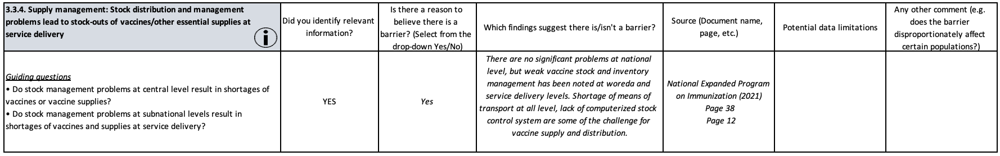 3.3.4. Supply management: Stock distribution and management
problems lead to stock-outs of vaccines/other essential supplies at
service delivery
Did you identify relevant
information?
Is there a reason to
believe there is a
barrier? (Select from the
drop-down Yes/No)
Which findings suggest there is/isn't a barrier?
Source (Document name,
page, etc.)
Potential data limitations
Any other comment (e.g.
does the barrier
disproportionately affect
certain populations?)
Guiding questions
• Do stock management problems at central level result in shortages of
vaccines or vaccine supplies?
• Do stock management problems at subnational levels result in
shortages of vaccines and supplies at service delivery?
YES
Yes
There are no significant problems at national
level, but weak vaccine stock and inventory
management has been noted at woreda and
service delivery levels. Shortage of means of
transport at all level, lack of computerized stock
control system are some of the challenge for
vaccine supply and distribution.
National Expanded Program
on Immunization (2021)
Page 38
Page 12